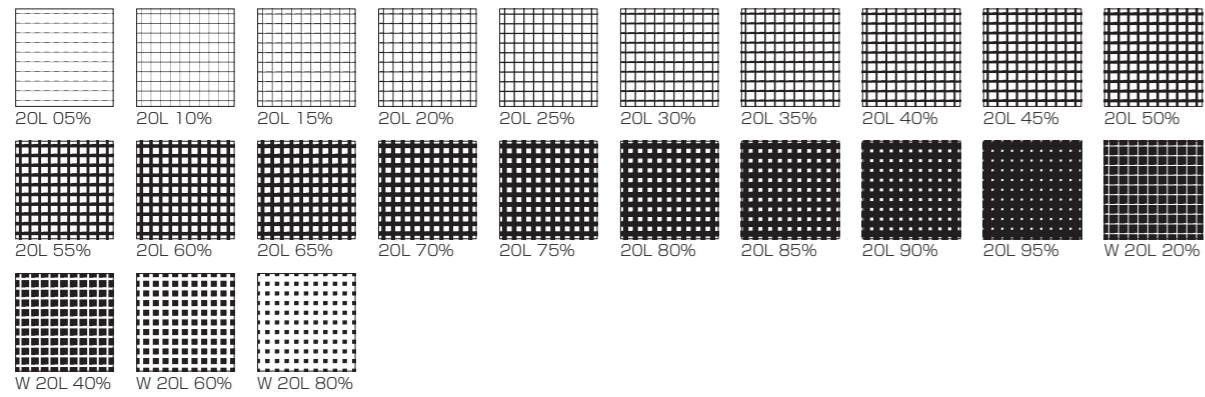 20L 05%
20L 10%
20L 15%
20L 20%
20L 25%
20L 30%
20L 35%
20L 40%
20L 45%
20L 50%
20L 55%
20L 60%
20L 65%
20L 70%
20L 75%
20L 80%
20L 85%
20L 90%
20L 95%
W 20L 20%
W 20L 40%
W 20L 60%
W 20L 80%